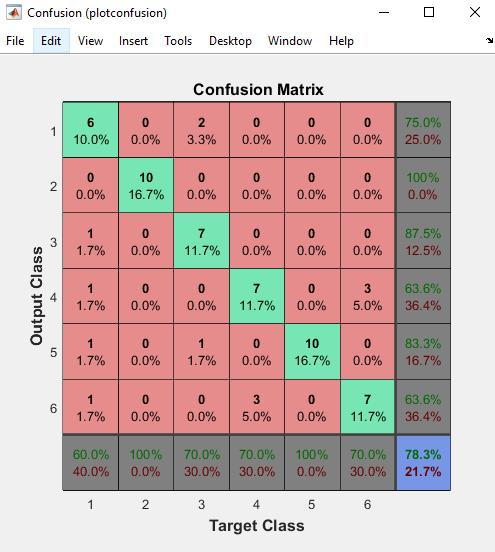 Confusion (plotconfusion)
File Edit View Insert Tools Desktop Window Help
Confusion Matrix
6 0 2 0 0 0 75.0%
1
10.0% 0.0% 3.3% 0.0% 0.0% 0.0% 25.0%
0 10 0 0 0 0 100%
2
0.0% 16.7% 0.0% 0.0% 0.0% 0.0% 0.0%
1 0 7 0 0 0 87.5%
3
1.7% 0.0% 11.7% 0.0% 0.0% 0.0% 12.5%
1 0 0 7 0 3 63.6%
4
1.7% 0.0% 0.0% 11.7% 0.0% 5.0% 36.4%
1 0 1 0 10 0 83.3%
5
1.7% 0.0% 1.7% 0.0% 16.7% 0.0% 16.7%
1 0 0 3 0 7 63.6%
6
1.7% 0.0% 0.0% 5.0% 0.0% 11.7% 36.4%
60.0% 100% 70.0% 70.0% 100% 70.0% 78.3%
40.0% 0.0% 30.0% 30.0% 0.0% 30.0% 21.7%
1 2 3 4 5 6
Target Class
Output Class